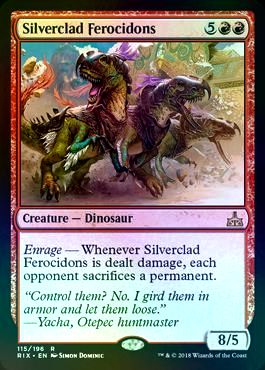 Silverclad Ferocidons 5
Creature — Dinosaur
Enrage — Whenever Silverclad
Ferocidons is dealt damage, each
opponent sacrifices a permanent.
“Control them? No. I gird them in
armor and let them loose.”
—Yacha, Otepec huntmaster
8/5
115/196 R
RIX • EN SIMON DOMINIC ™ & © 2018 Wizards of the Coast